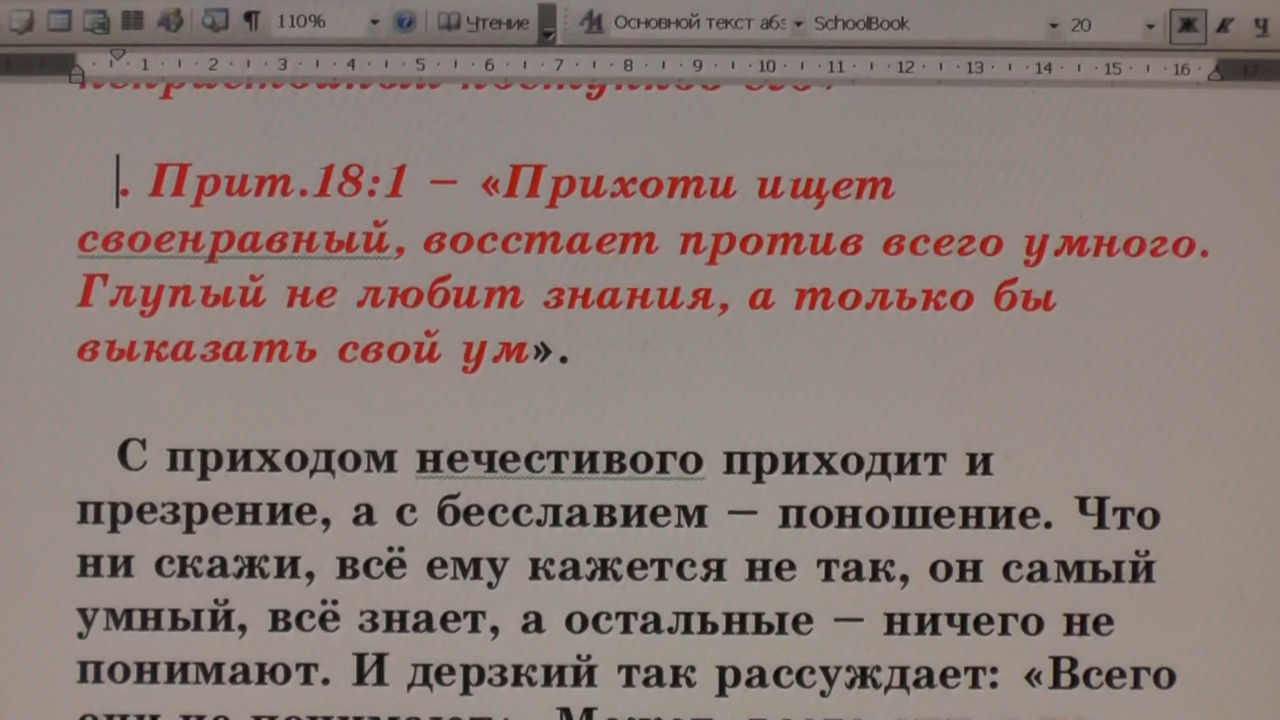 110% Чтение Основной текст абз SchoolBook 20 Ж К Ч
1 2 3 4 5 6 7 8 9 10 11 12 13 14 15 16 17
. Прит.18:1 – «Прихоти ищет
своенравный, восстает против всего умного.
Глупый не любит знания, а только бы
выказать свой ум».
С приходом нечестивого приходит и
презрение, а с бесславием – поношение. Что
ни скажи, всё ему кажется не так, он самый
умный, всё знает, а остальные – ничего не
понимают. И дерзкий так рассуждает: «Всего